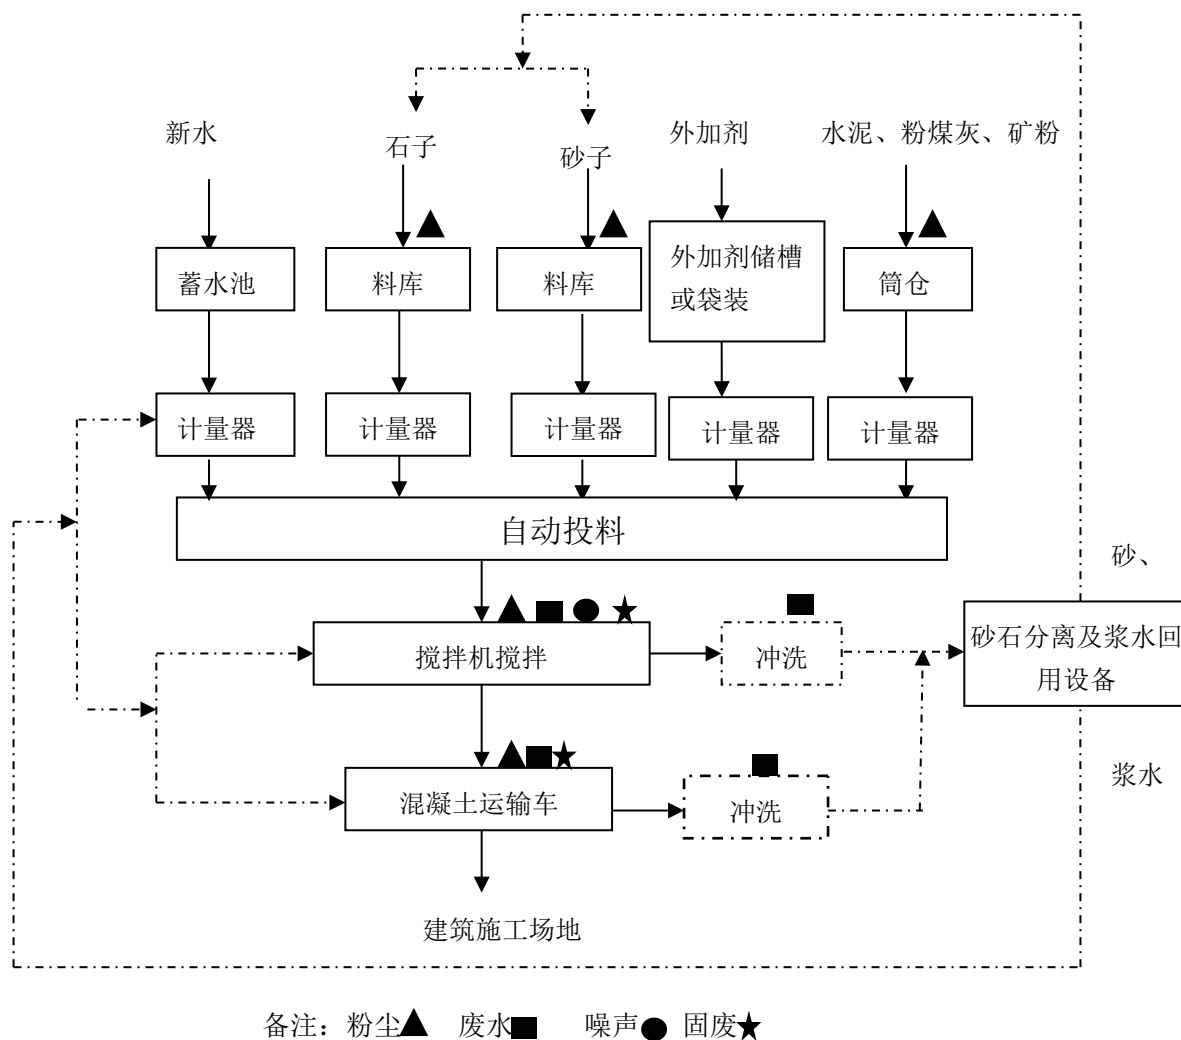 新水
石子
砂子
外加剂
水泥、粉煤灰、矿粉
蓄水池
料库
料库
外加剂储槽
或袋装
筒仓
计量器
计量器
计量器
计量器
计量器
自动投料
砂、
搅拌机搅拌
冲洗
砂石分离及浆水回
用设备
混凝土运输车
冲洗
浆水
建筑施工场地
备注：粉尘 废水 噪声 固废